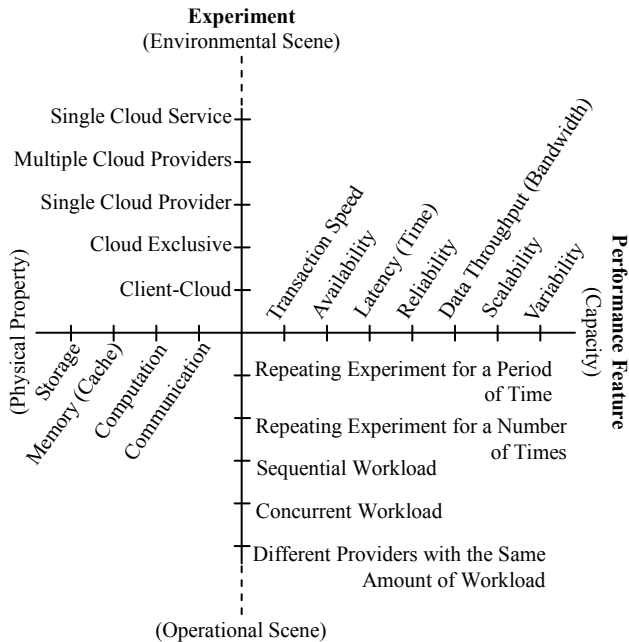 Experiment
(Environmental Scene)
Single Cloud Service
Multiple Cloud Providers
Single Cloud Provider
Cloud Exclusive
Client-Cloud
Transaction Speed
Availability
Latency (Time)
Reliability
Data Throughput (Bandwidth)
Scalability
Variability
Performance Feature
(Capacity)
(Physical Property)
Storage
Memory (Cache)
Computation
Communication
Repeating Experiment for a Period
of Time
Repeating Experiment for a Number
of Times
Sequential Workload
Concurrent Workload
Different Providers with the Same
Amount of Workload
(Operational Scene)